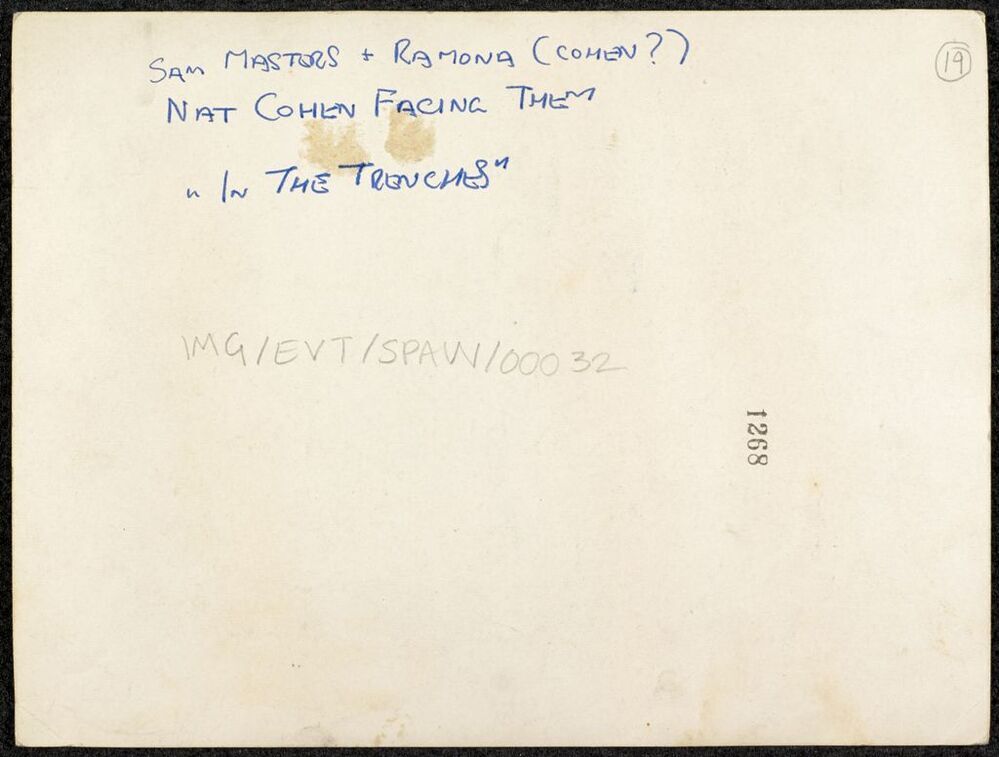 19
SAM MASTERS + RAMONA (COHEN?)
NAT COHEN FACING THEM
"IN THE TRENCHES"
IMG/EVT/SPAW/00032
1268